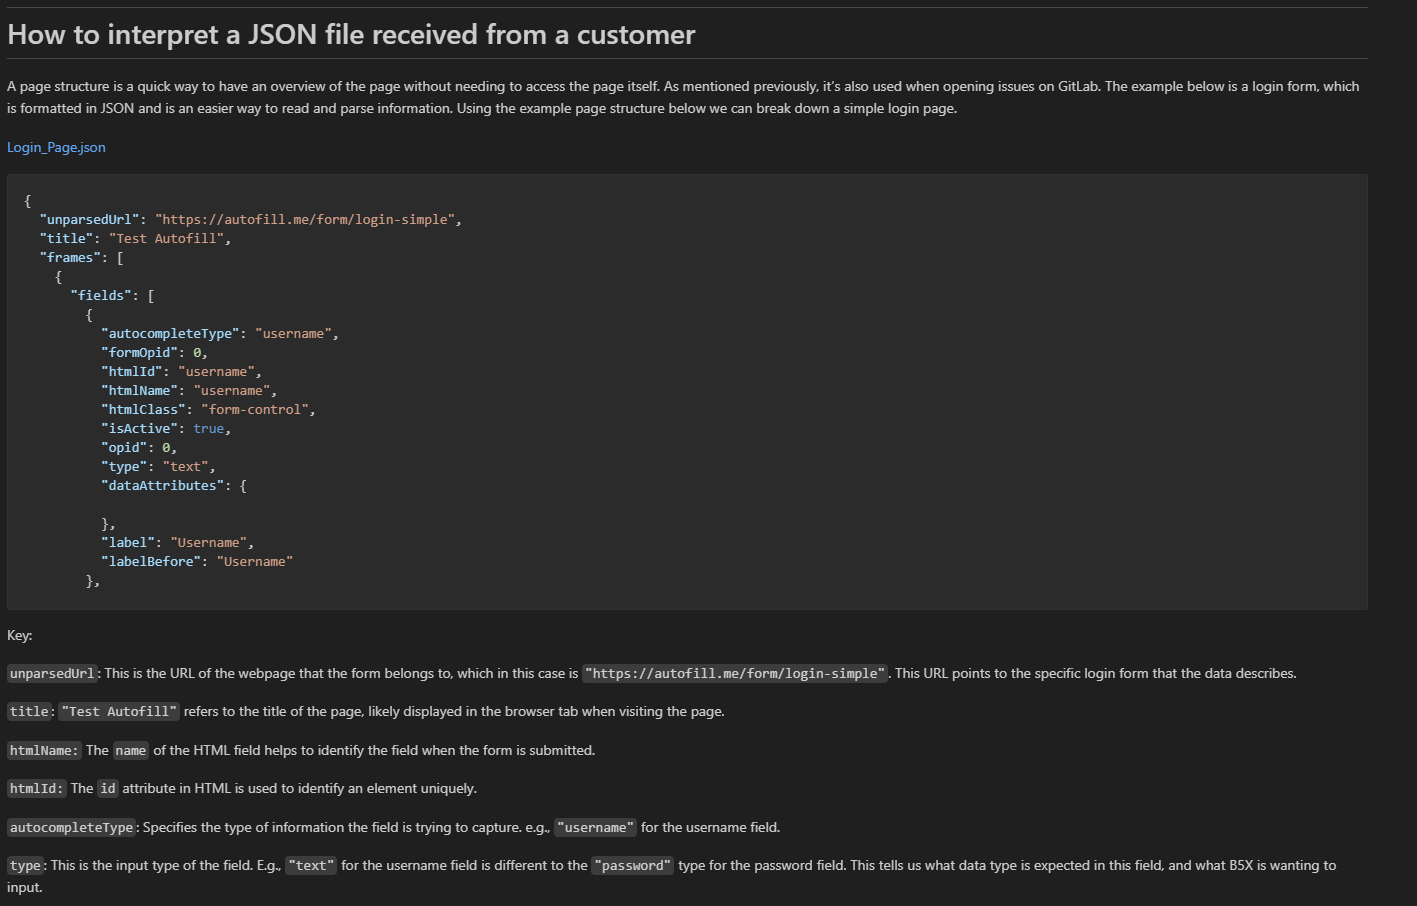 How to interpret a JSON file received from a customer
A page structure is a quick way to have an overview of the page without needing to access the page itself. As mentioned previously, it’s also used when opening issues on GitLab. The example below is a login form, which
is formatted in JSON and is an easier way to read and parse information. Using the example page structure below we can break down a simple login page.
Login_Page.json
{
  "unparsedUrl": "https://autofill.me/form/login-simple",
  "title": "Test Autofill",
  "frames": [
    {
      "fields": [
        {
          "autocompleteType": "username",
          "formOpid": 0,
          "htmlId": "username",
          "htmlName": "username",
          "htmlClass": "form-control",
          "isActive": true,
          "opid": 0,
          "type": "text",
          "dataAttributes": {
          },
          "label": "Username",
          "labelBefore": "Username"
        },
Key:
unparsedUrl: This is the URL of the webpage that the form belongs to, which in this case is "https://autofill.me/form/login-simple". This URL points to the specific login form that the data describes.
title: "Test Autofill" refers to the title of the page, likely displayed in the browser tab when visiting the page.
htmlName: The name of the HTML field helps to identify the field when the form is submitted.
htmlId: The id attribute in HTML is used to identify an element uniquely.
autocompleteType: Specifies the type of information the field is trying to capture. e.g., "username" for the username field.
type: This is the input type of the field. E.g., "text" for the username field is different to the "password" type for the password field. This tells us what data type is expected in this field, and what B5X is wanting to
input.